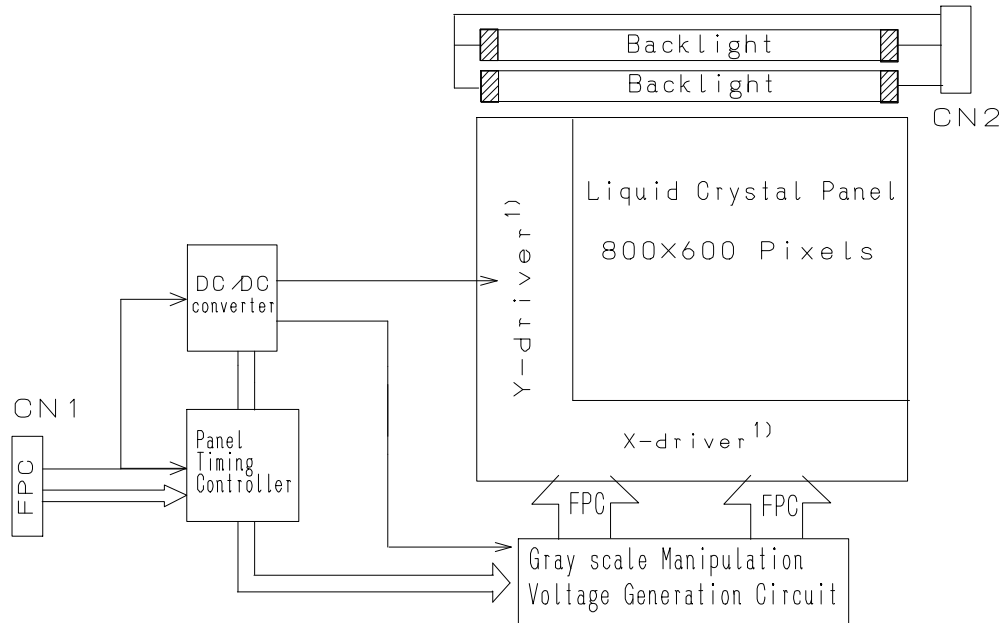 Backlight
Backlight
CN2
Liquid Crystal Panel
800X600 Pixels
Y-driver1)
X-driver1)
DC/DC
converter
CN1
FPC
Panel
Timing
Controller
FPC
FPC
Gray scale Manipulation
Voltage Generation Circuit